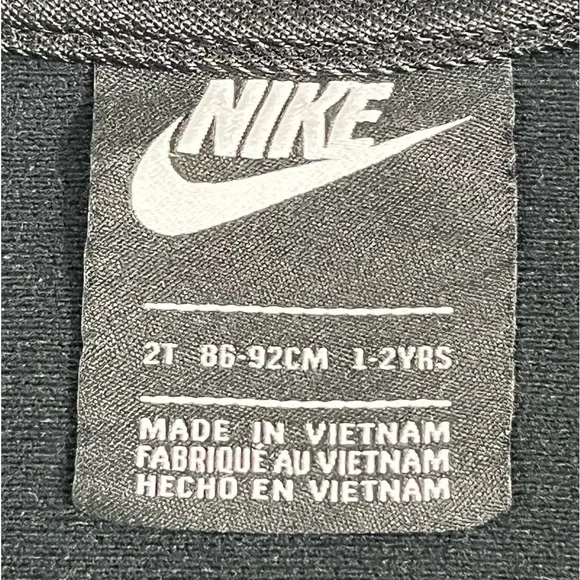 NIKE
2T 86-92CM 1-2YRS
MADE IN VIETNAM
FABRIQUÉ AU VIETNAM
HECHO EN VIETNAM